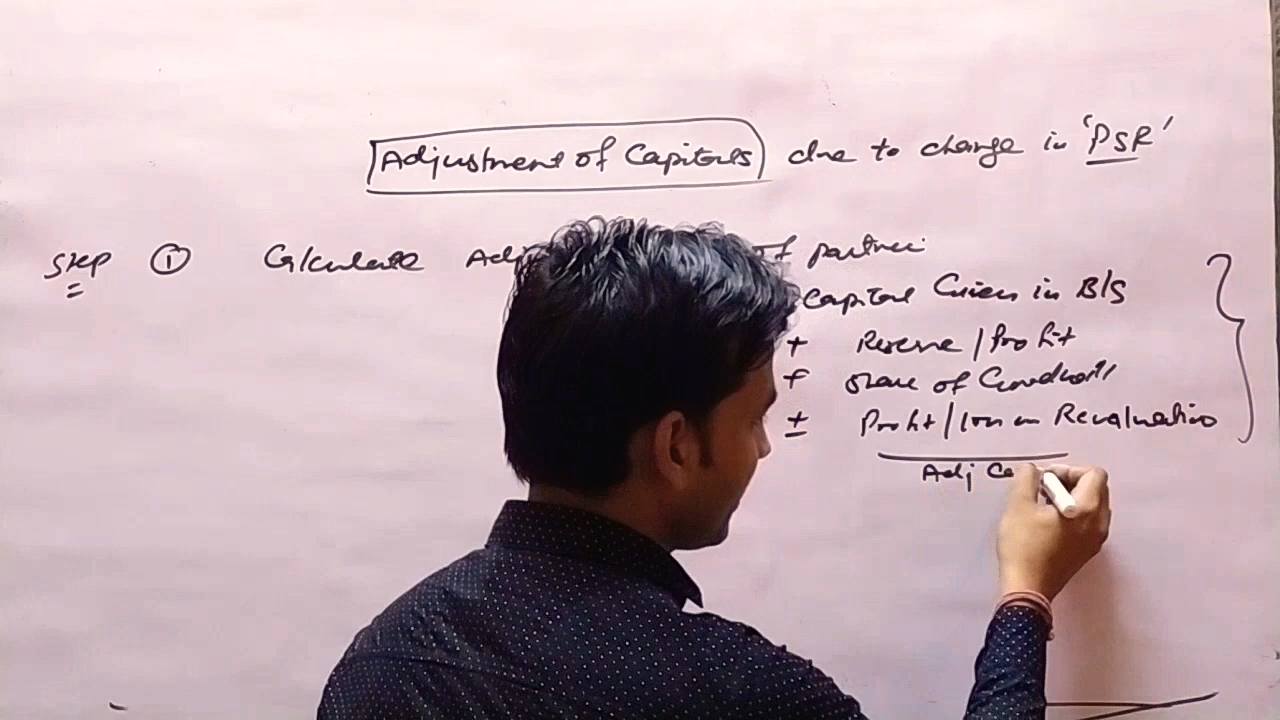 Adjustment of Capitals due to change in 'PSR'
Step ① Calculate Adj of partner
Capital Given in B/S
+ Reserve / Profit
+ Share of Goodwill
± Profit / loss on Revaluation
Adj Ca